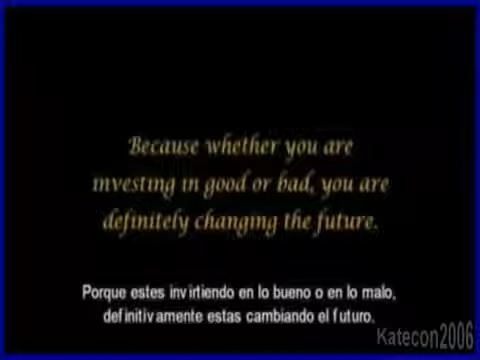 Because whether you are
investing in good or bad, you are
definitely changing the future.
Porque estes invirtiendo en lo bueno o en lo malo,
definitivamente estas cambiando el futuro.
Katecon2006